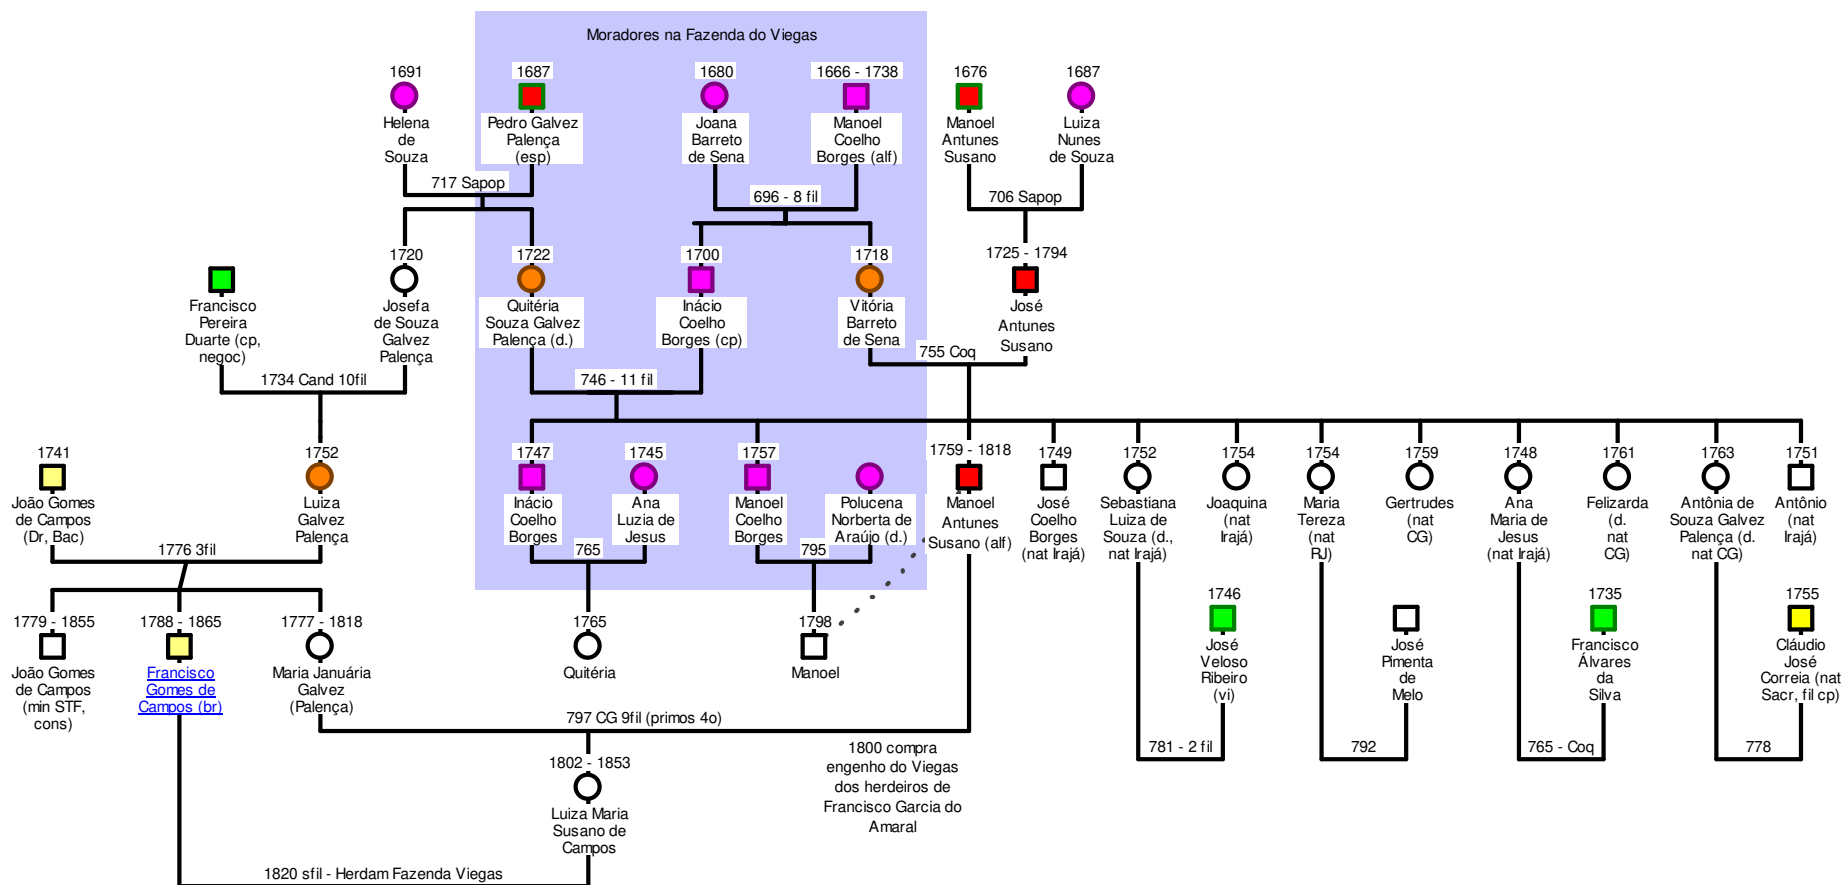 Moradores na Fazenda do Viegas
1691
Helena
de
Souza
1687
Pedro Galvez
Palença
(esp)
1680
Joana
Barreto
de Sena
1666 - 1738
Manoel
Coelho
Borges (alf)
1676
Manoel
Antunes
Susano
1687
Luiza
Nunes
de Souza
717 Sapop
696 - 8 fil
706 Sapop
Francisco
Pereira
Duarte (cp,
negoc)
1720
Josefa
de Souza
Galvez
Palença
1722
Quitéria
Souza Galvez
Palença (d.)
1700
Inácio
Coelho
Borges (cp)
1718
Vitória
Barreto
de Sena
1725 - 1794
José
Antunes
Susano
1734 Cand 10fil
746 - 11 fil
755 Coq
1741
João Gomes
de Campos
(Dr, Bac)
1752
Luiza
Galvez
Palença
1747
Inácio
Coelho
Borges
1745
Ana
Luzia de
Jesus
1757
Manoel
Coelho
Borges
Polucena
Norberta de
Araújo (d.)
1759 - 1818
Manoel
Antunes
Susano (alf)
1749
José
Coelho
Borges
(nat Irajá)
1752
Sebastiana
Luiza de
Souza (d.,
nat Irajá)
1754
Joaquina
(nat
Irajá)
1754
Maria
Tereza
(nat
RJ)
1759
Gertrudes
(nat
CG)
1748
Ana
Maria de
Jesus
(nat Irajá)
1761
Felizarda
(d.
nat
CG)
1763
Antônia de
Souza Galvez
Palença (d.
nat CG)
1751
Antônio
(nat
Irajá)
1776 3fil
765
795
1779 - 1855
João Gomes
de Campos
(min STF,
cons)
1788 - 1865
Francisco
Gomes de
Campos (br)
1777 - 1818
Maria Januária
Galvez
(Palença)
1765
Quitéria
1798
Manoel
1746
José
Veloso
Ribeiro
(vi)
José
Pimenta
de
Melo
1735
Francisco
Álvares
da
Silva
1755
Cláudio
José
Correia (nat
Sacr, fil cp)
797 CG 9fil (primos 4o)
781 - 2 fil
792
765 - Coq
778
1800 compra
engenho do Viegas
dos herdeiros de
Francisco Garcia do
Amaral
1802 - 1853
Luiza Maria
Susano de
Campos
1820 sfil - Herdam Fazenda Viegas